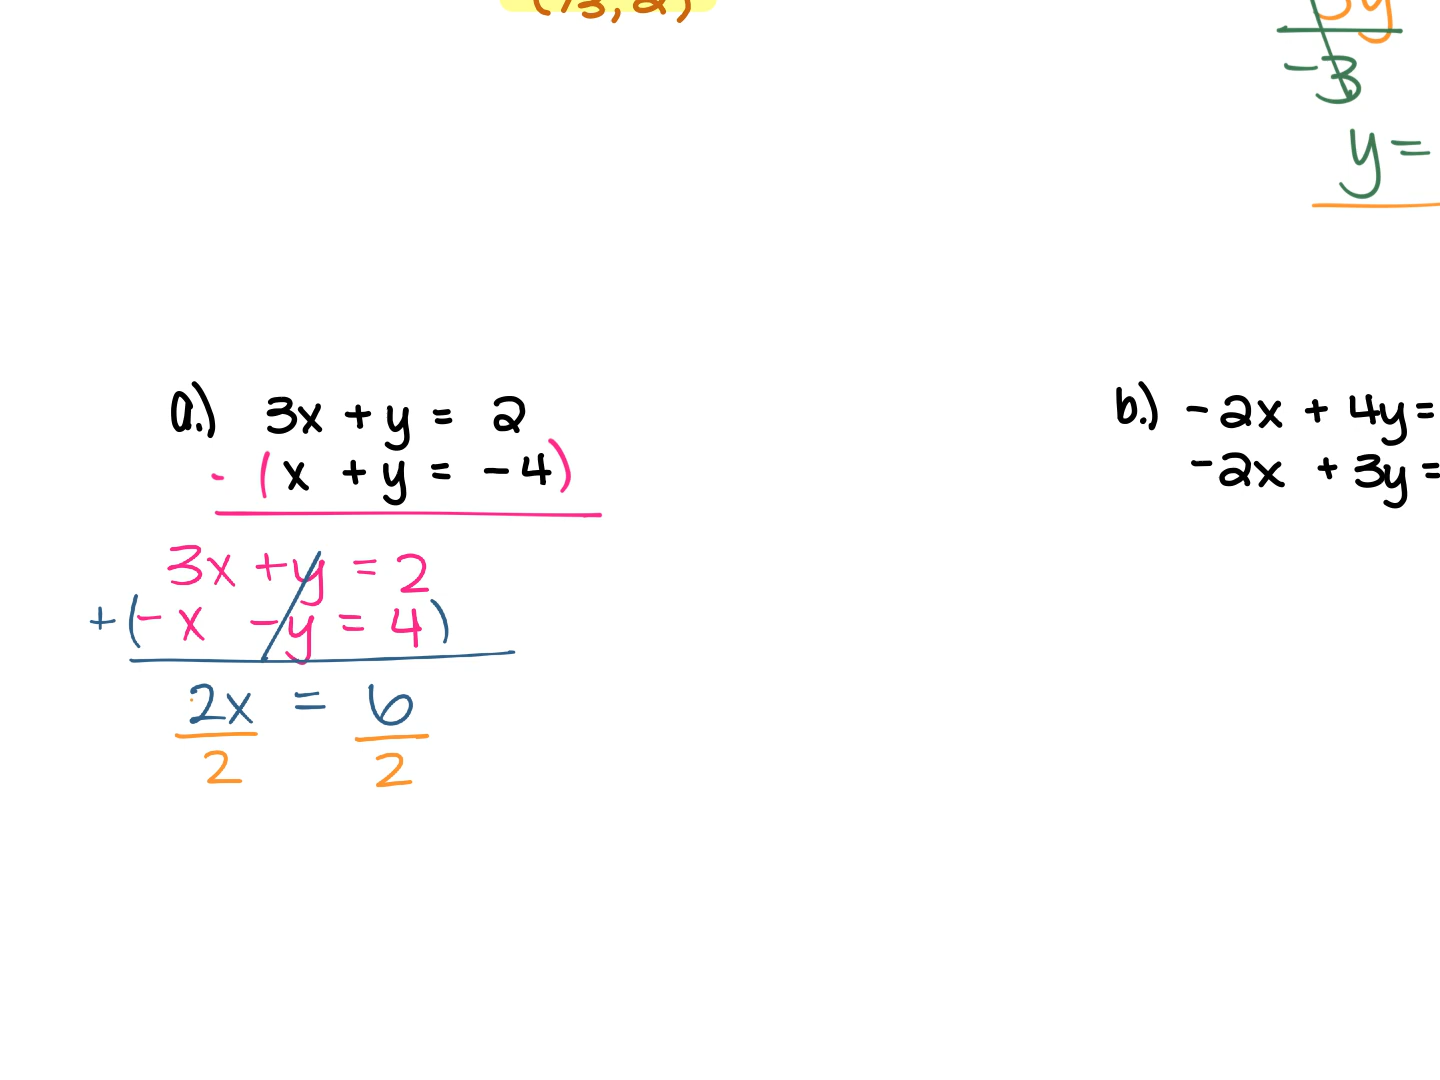 -3
y =
a.) 3x + y = 2
- (x + y = -4)
3x + y = 2
+ (- x - y = 4)
2x = 6
2 2
b.) -2x + 4y =
-2x + 3y =